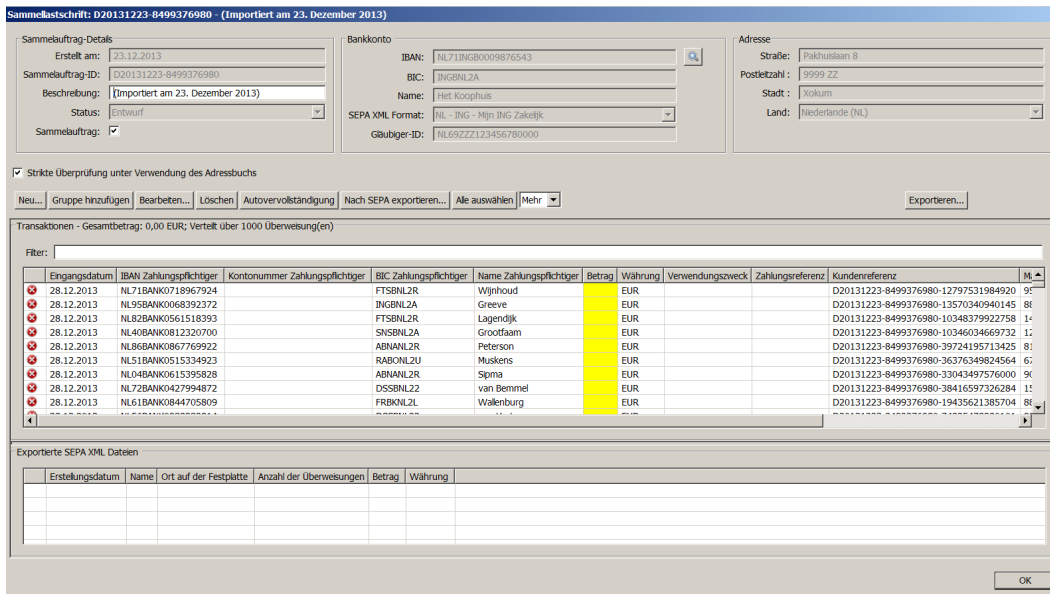 Sammellastschrift: D20131223-8499376980 - (Importiert am 23. Dezember 2013)
Sammelauftrag-Details
Erstellt am: 23.12.2013
Sammelauftrag-ID: D20131223-8499376980
Beschreibung: (Importiert am 23. Dezember 2013)
Status: Entwurf
Sammelauftrag:
Bankkonto
IBAN: NL71INGB0009876543
BIC: INGBNL2A
Name: Het Koophuis
SEPA XML Format: NL - ING - Mijn ING Zakelijk
Gläubiger-ID: NL69ZZZ123456780000
Adresse
Straße: Pakhuislaan 8
Postleitzahl : 9999 ZZ
Stadt : Xokum
Land: Niederlande (NL)
Strikte Überprüfung unter Verwendung des Adressbuchs
Neu... Gruppe hinzufügen Bearbeiten... Löschen Autovervollständigung Nach SEPA exportieren... Alle auswählen Mehr Exportieren...
Transaktionen - Gesamtbetrag: 0,00 EUR; Verteilt über 1000 Überweisung(en)
Filter:
Eingangsdatum IBAN Zahlungspflichtiger Kontonummer Zahlungspflichtiger BIC Zahlungspflichtiger Name Zahlungspflichtiger Betrag Währung Verwendungszweck Zahlungsreferenz Kundenreferenz
28.12.2013 NL71BANK0718967924 FTSBNL2R Wijnhoud EUR D20131223-8499376980-12797531984920 95
28.12.2013 NL95BANK0068392372 INGBNL2A Greeve EUR D20131223-8499376980-13570340940145 88
28.12.2013 NL82BANK0561518393 FTSBNL2R Lagendijk EUR D20131223-8499376980-10348379922758 14
28.12.2013 NL40BANK0812320700 SNSBNL2A Grootfaam EUR D20131223-8499376980-10346034669732 12
28.12.2013 NL86BANK0867769922 ABNANL2R Peterson EUR D20131223-8499376980-39724195713425 81
28.12.2013 NL51BANK0515334923 RABONL2U Muskens EUR D20131223-8499376980-36376349824564 67
28.12.2013 NL04BANK0615395828 ABNANL2R Sipma EUR D20131223-8499376980-33043497576000 90
28.12.2013 NL72BANK0427994872 DSSBNL22 van Bemmel EUR D20131223-8499376980-38416597326284 15
28.12.2013 NL61BANK0844705809 FRBKNL2L Wallenburg EUR D20131223-8499376980-19435621385704 88
Exportierte SEPA XML Dateien
Erstellungsdatum Name Ort auf der Festplatte Anzahl der Überweisungen Betrag Währung
OK